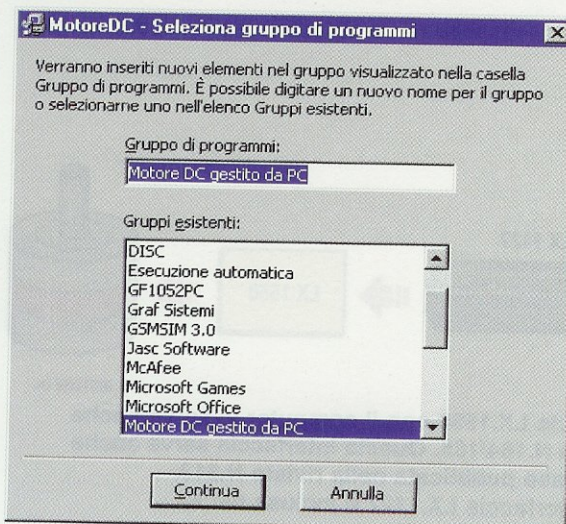 MotoreDC - Seleziona gruppo di programmi
Verranno inseriti nuovi elementi nel gruppo visualizzato nella casella
Gruppo di programmi. È possibile digitare un nuovo nome per il gruppo
o selezionarne uno nell'elenco Gruppi esistenti.
Gruppo di programmi:
Motore DC gestito da PC
Gruppi esistenti:
DISC
Esecuzione automatica
GF1052PC
Graf Sistemi
GSMSIM 3.0
Jasc Software
McAfee
Microsoft Games
Microsoft Office
Motore DC gestito da PC
Continua
Annulla